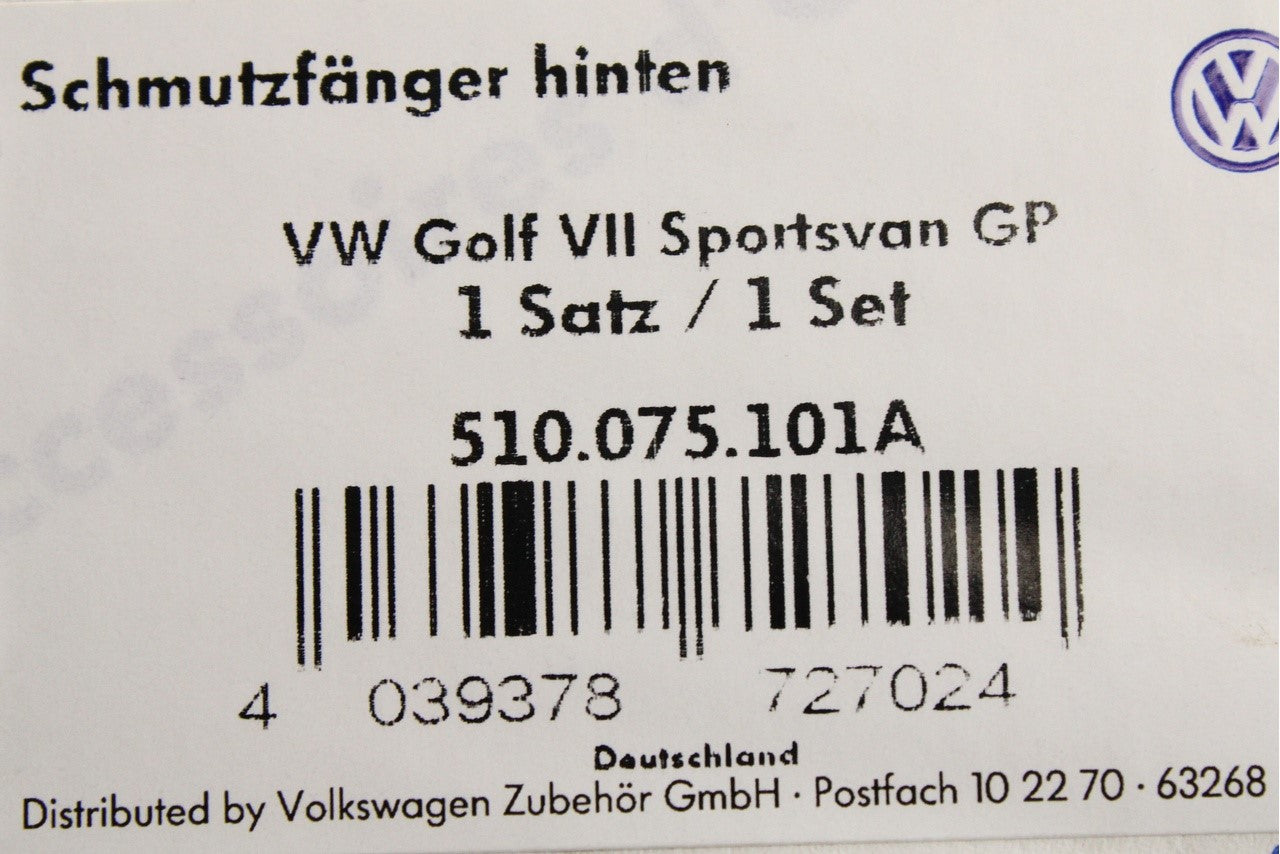 Schmutzfänger hinten
VW Golf VII Sportsvan GP
1 Satz / 1 Set
510.075.101A
4 039378 727024
Deutschland
Distributed by Volkswagen Zubehör GmbH · Postfach 10 22 70 · 63268